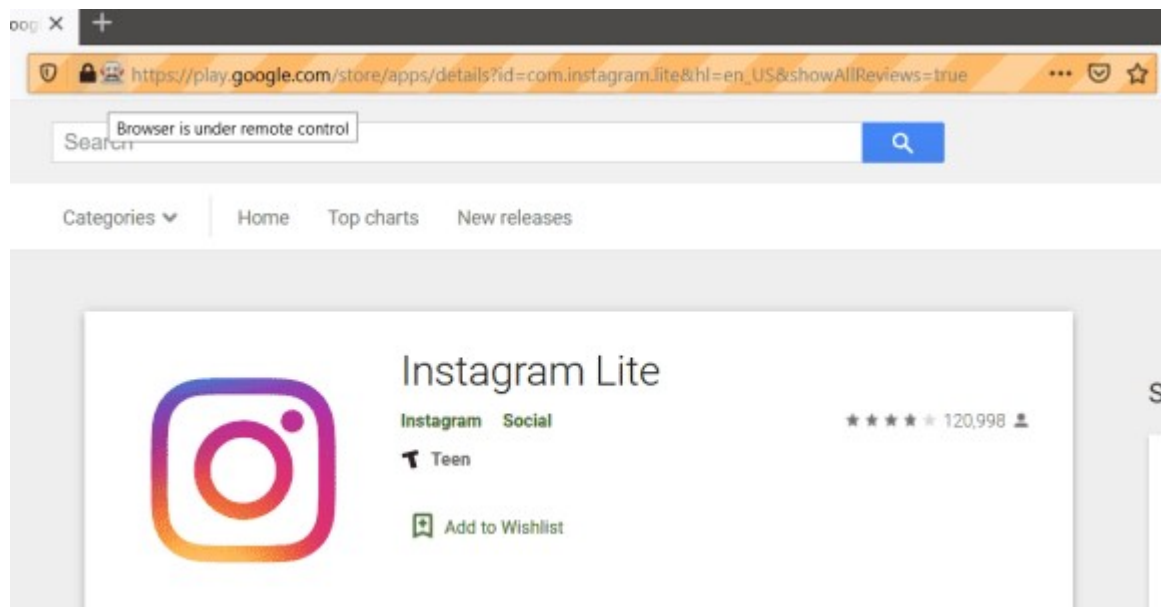 oog
https://play.google.com/store/apps/details?id=com.instagram.lite&hl=en_US&showAllReviews=true
Browser is under remote control
Search
Categories Home Top charts New releases
Instagram Lite
Instagram Social 120,998
T Teen
Add to Wishlist
S